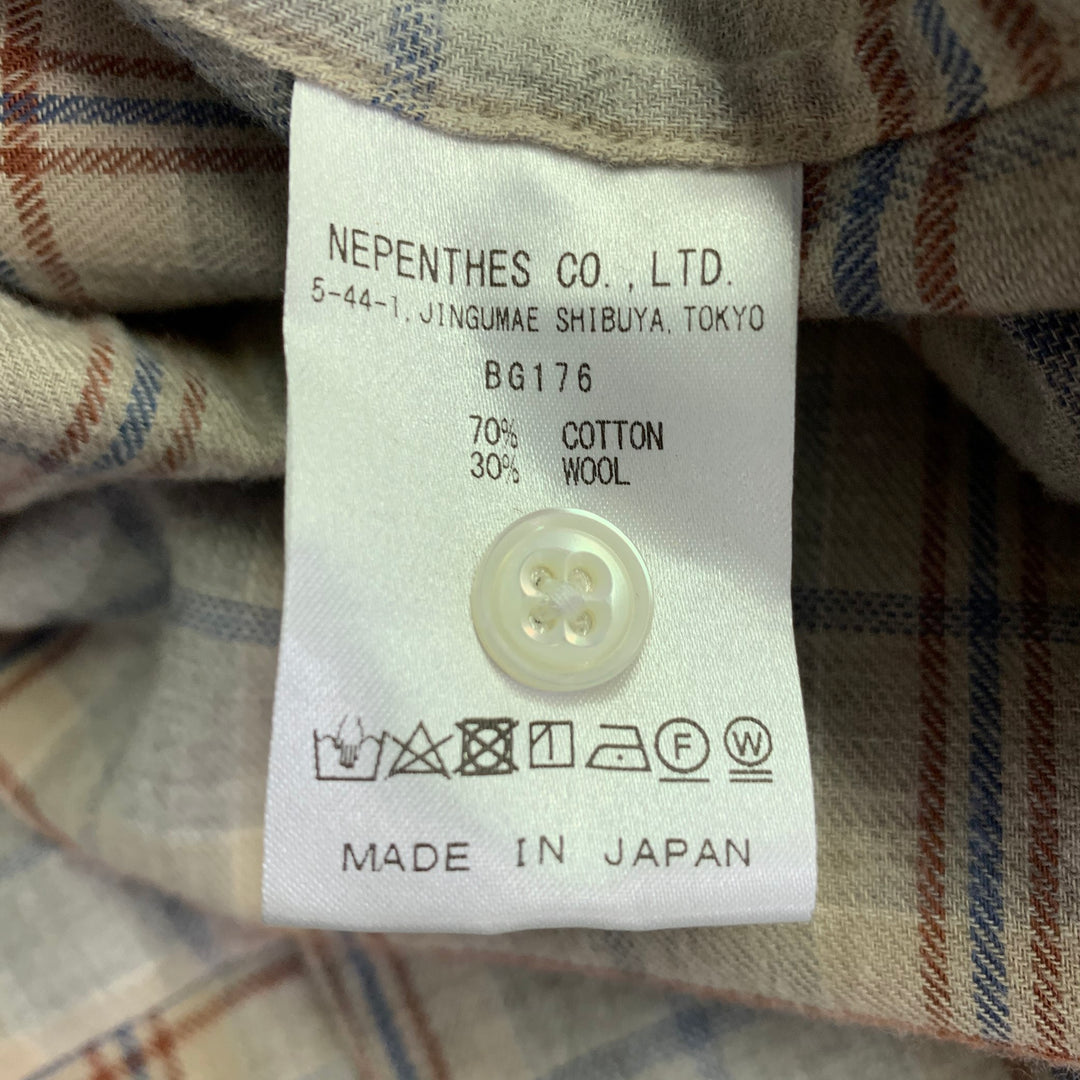 NEPENTHES CO., LTD.
5-44-1, JINGUMAE SHIBUYA, TOKYO
BG176
70% COTTON
30% WOOL
F W
MADE IN JAPAN